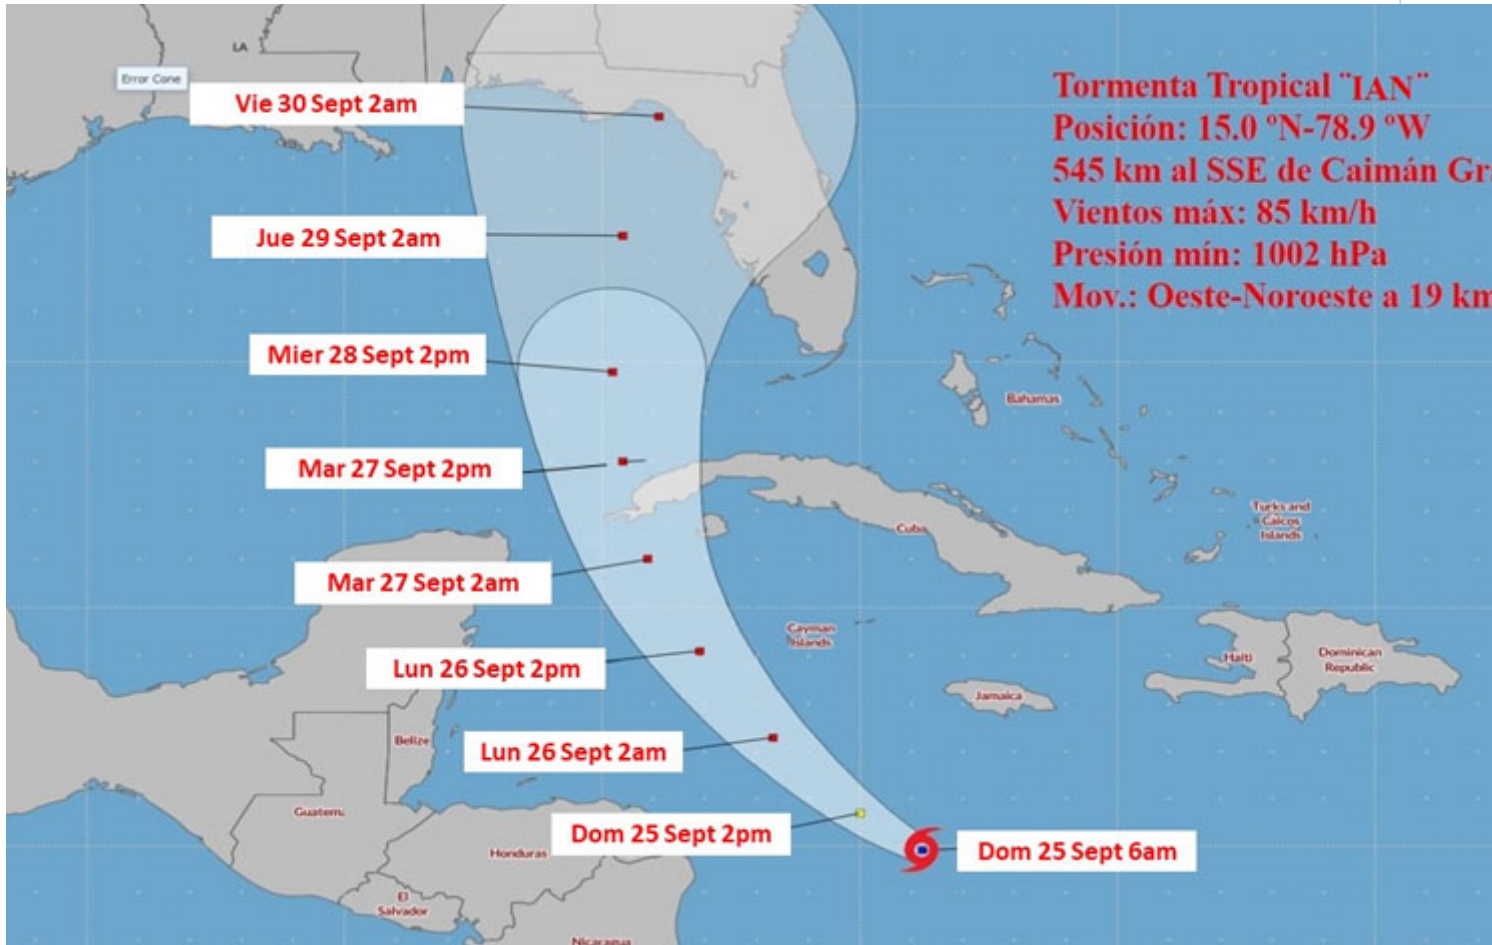 LA
Error Cone
Vie 30 Sept 2am
Tormenta Tropical ¨IAN¨
Posición: 15.0 ºN-78.9 ºW
545 km al SSE de Caimán Gr
Vientos máx: 85 km/h
Presión mín: 1002 hPa
Mov.: Oeste-Noroeste a 19 km
FL
Jue 29 Sept 2am
Mier 28 Sept 2pm
Bahamas
Mar 27 Sept 2pm
Turks and
Caicos
Islands
Cuba
Mar 27 Sept 2am
Cayman
Islands
Haiti
Dominican
Republic
Lun 26 Sept 2pm
Jamaica
Belize
Lun 26 Sept 2am
Guatem
Dom 25 Sept 2pm
Honduras
Dom 25 Sept 6am
El
Salvador
Nicaragua